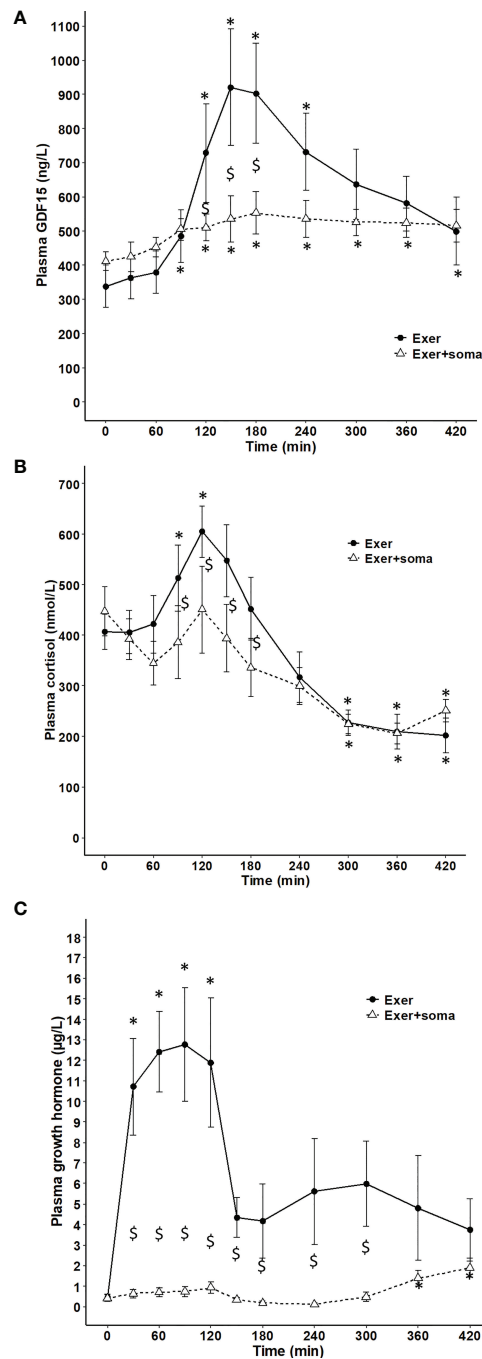 A
1100
1000
900
800
700
600
500
400
300
200
100
0
Plasma GDF15 (ng/L)
* * * *
$ $ $
* * * * * * * *
Exer
Exer+soma
0 60 120 180 240 300 360 420
Time (min)
B
700
600
500
400
300
200
100
0
Plasma cortisol (nmol/L)
* *
$ $ $ $
* * *
* * *
Exer
Exer+soma
0 60 120 180 240 300 360 420
Time (min)
C
18
17
16
15
14
13
12
11
10
9
8
7
6
5
4
3
2
1
0
Plasma growth hormone (µg/L)
* * * *
$ $ $ $ $ $ $ $
* *
Exer
Exer+soma
0 60 120 180 240 300 360 420
Time (min)